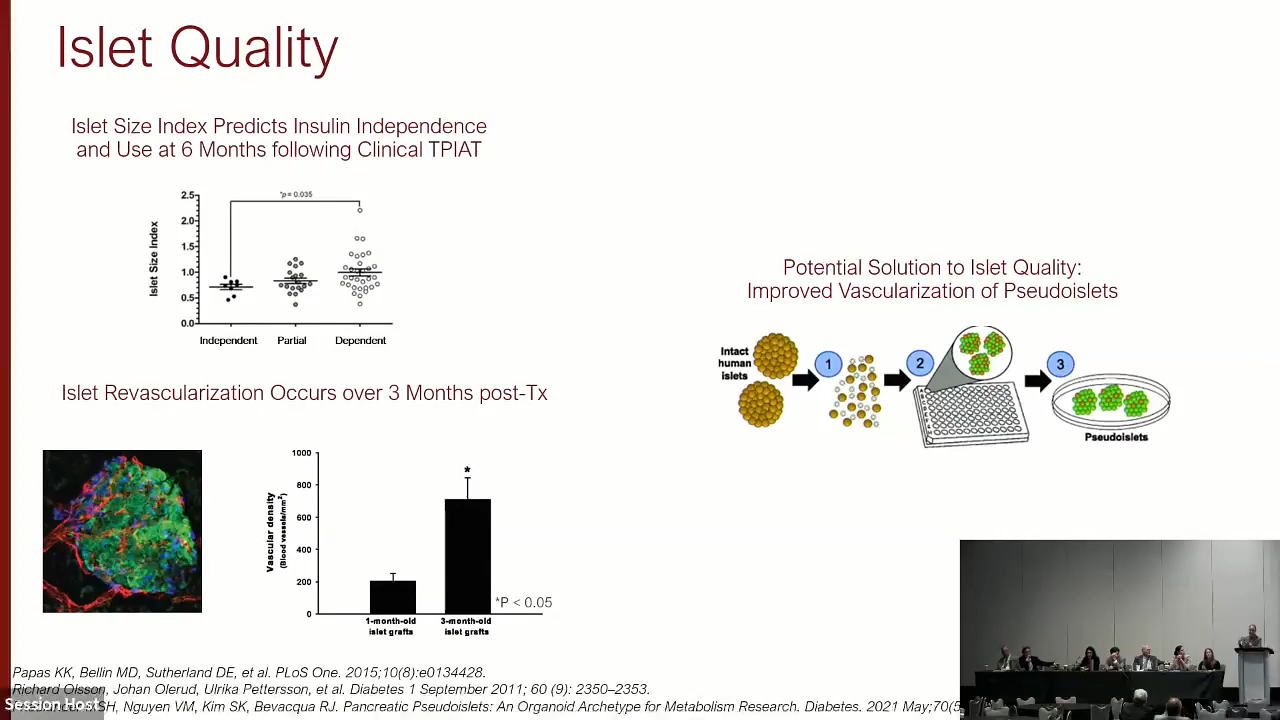 Islet Quality
Islet Size Index Predicts Insulin Independence
and Use at 6 Months following Clinical TPIAT
*p = 0.035
2.5
2.0
1.5
1.0
0.5
0.0
Islet Size Index
Independent Partial Dependent
Islet Revascularization Occurs over 3 Months post-Tx
1000
800
600
400
200
0
Vascular density
(Blood vessels/mm²)
*
*P < 0.05
1-month-old
islet grafts
3-month-old
islet grafts
Potential Solution to Islet Quality:
Improved Vascularization of Pseudoislets
Intact
human
islets
1
2
3
Pseudoislets
Papas KK, Bellin MD, Sutherland DE, et al. PLoS One. 2015;10(8):e0134428.
Richard Olsson, Johan Olerud, Ulrika Pettersson, et al. Diabetes 1 September 2011; 60 (9): 2350–2353.
SH, Nguyen VM, Kim SK, Bevacqua RJ. Pancreatic Pseudoislets: An Organoid Archetype for Metabolism Research. Diabetes. 2021 May;70(5
Session Host